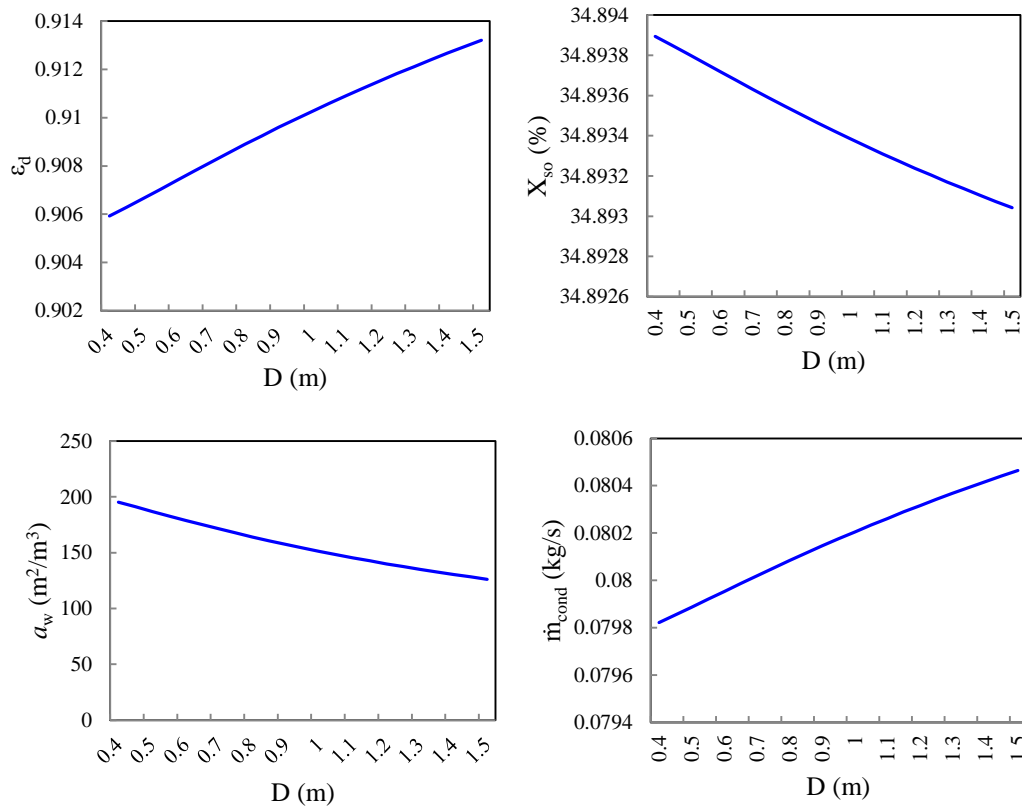 0.914
0.912
0.91
0.908
0.906
0.904
0.902
εd
0.4 0.5 0.6 0.7 0.8 0.9 1 1.1 1.2 1.3 1.4 1.5
D (m)
34.894
34.8938
34.8936
34.8934
34.8932
34.893
34.8928
34.8926
Xso (%)
0.4 0.5 0.6 0.7 0.8 0.9 1 1.1 1.2 1.3 1.4 1.5
D (m)
250
200
150
100
50
0
aw (m²/m³)
0.4 0.5 0.6 0.7 0.8 0.9 1 1.1 1.2 1.3 1.4 1.5
D (m)
0.0806
0.0804
0.0802
0.08
0.0798
0.0796
0.0794
ṁcond (kg/s)
0.4 0.5 0.6 0.7 0.8 0.9 1 1.1 1.2 1.3 1.4 1.5
D (m)